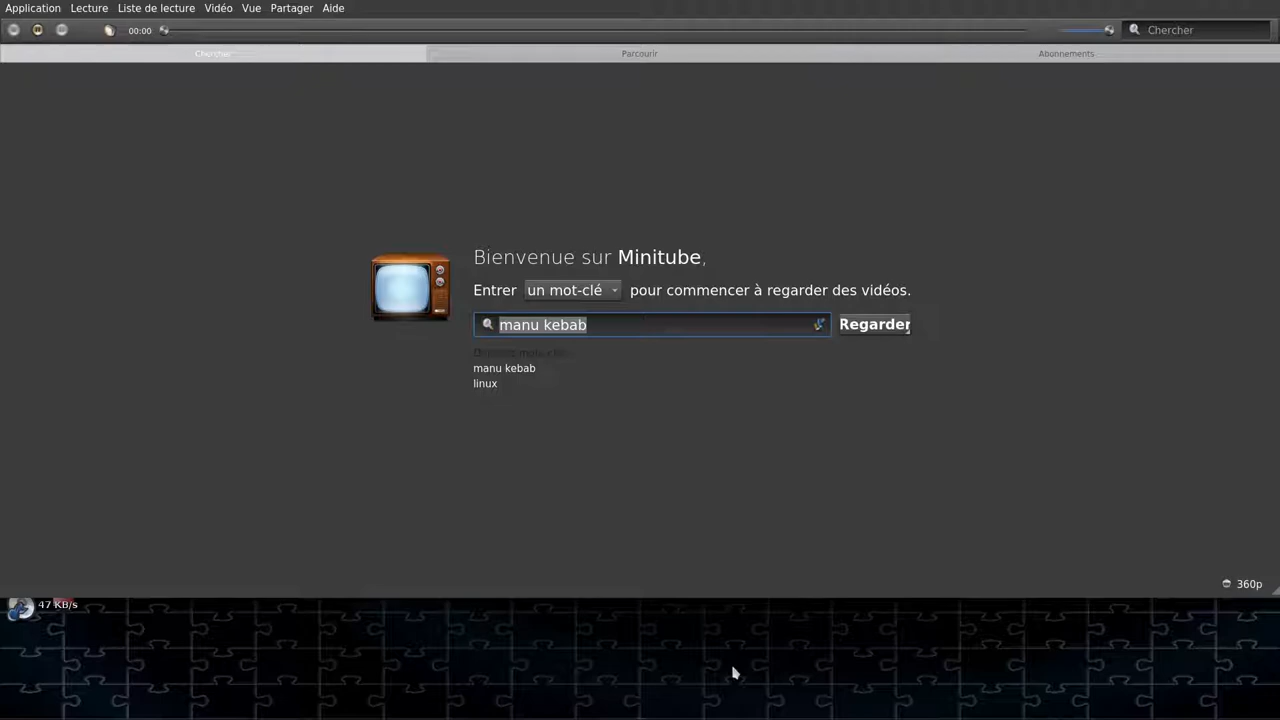 Application Lecture Liste de lecture Vidéo Vue Partager Aide
00:00 Chercher
Chercher Parcourir Abonnements
Bienvenue sur Minitube,
Entrer un mot-clé pour commencer à regarder des vidéos.
manu kebab Regarder
manu kebab
linux
360p
47 KB/s